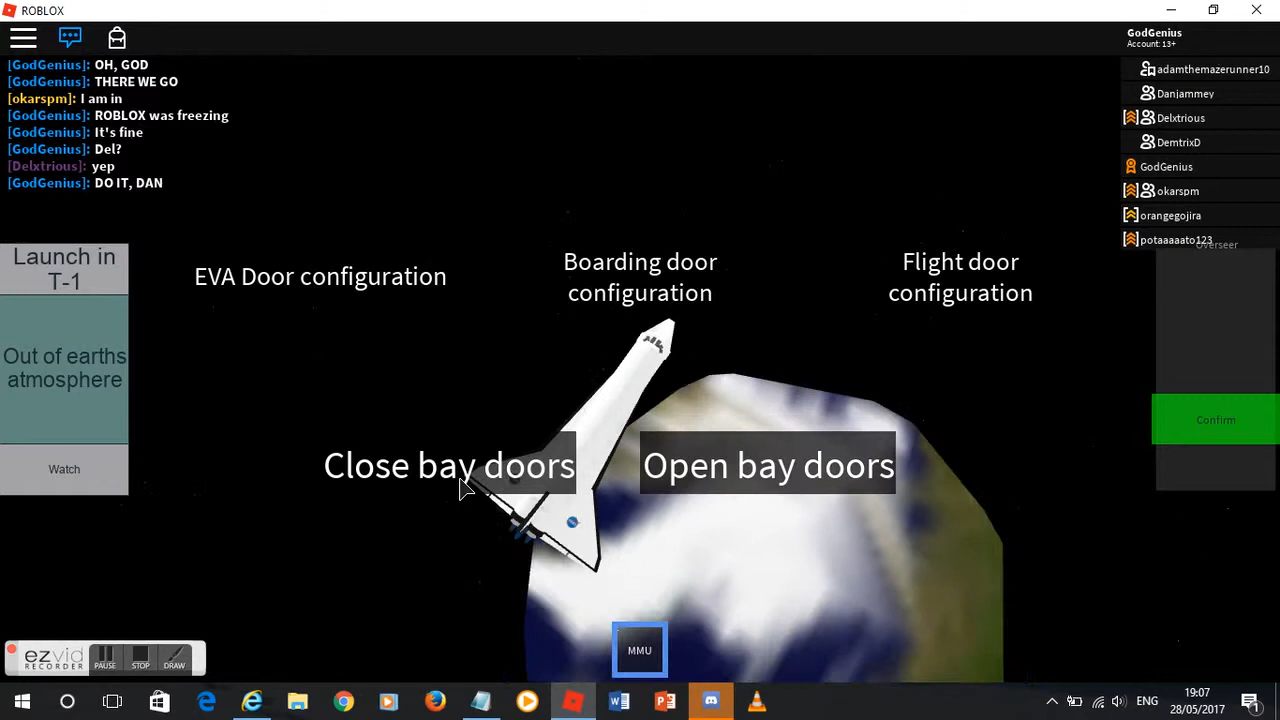 ROBLOX
GodGenius
Account: 13+
[GodGenius]: OH, GOD
[GodGenius]: THERE WE GO
[okarspm]: I am in
[GodGenius]: ROBLOX was freezing
[GodGenius]: It's fine
[GodGenius]: Del?
[Delxtrious]: yep
[GodGenius]: DO IT, DAN
adamthemazerunner10
Danjammey
Delxtrious
DemtrixD
GodGenius
okarspm
orangegojira
potaaaaato123
Overseer
Launch in
T-1
Out of earths
atmosphere
Watch
EVA Door configuration
Boarding door
configuration
Flight door
configuration
Close bay doors
Open bay doors
Confirm
MMU
ezvid
RECORDER
PAUSE
STOP
DRAW
ENG
19:07
28/05/2017
1